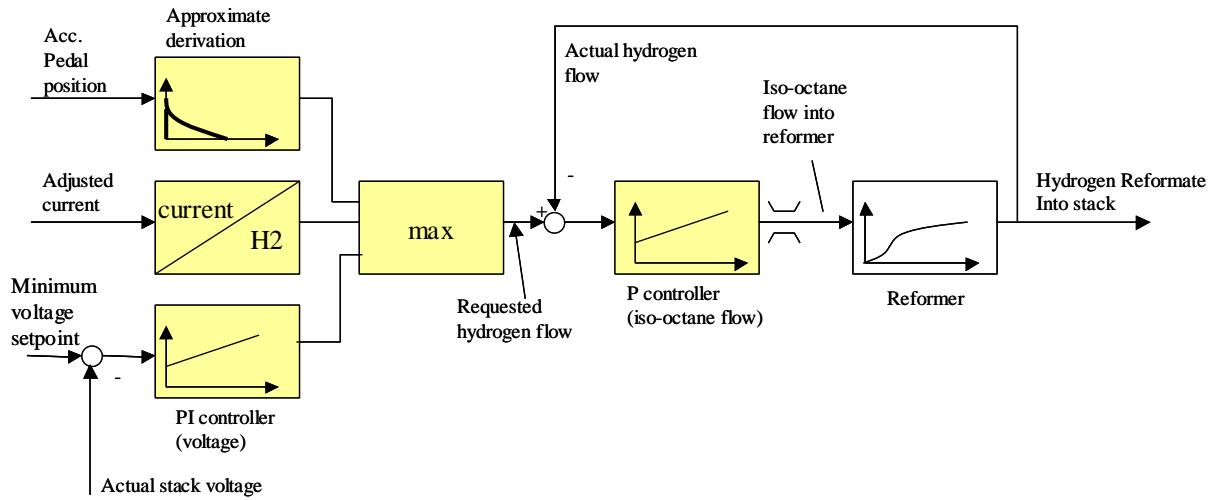 Approximate
derivation
Acc.
Pedal
position
Actual hydrogen
flow
Iso-octane
flow into
reformer
-
Adjusted
current
current
H2
max
+
Hydrogen Reformate
Into stack
Minimum
voltage
setpoint
-
Requested
hydrogen flow
P controller
(iso-octane flow)
Reformer
PI controller
(voltage)
Actual stack voltage